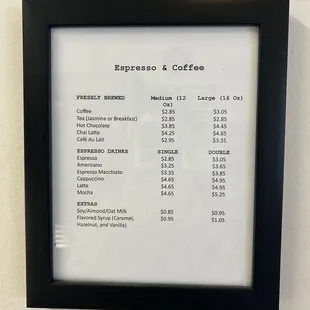 Espresso & Coffee
FRESHLY BREWED Medium (12 Oz) Large (16 Oz)
Coffee $2.85 $3.05
Tea (Jasmine or Breakfast) $2.85 $2.85
Hot Chocolate $3.85 $4.45
Chai Latte $4.25 $4.65
Café Au Lait $2.95 $3.35
ESPRESSO DRINKS SINGLE DOUBLE
Espresso $2.85 $3.05
Americano $3.25 $3.65
Espresso Macchiato $3.35 $3.85
Cappuccino $4.65 $4.95
Latte $4.65 $4.95
Mocha $4.65 $5.25
EXTRAS
Soy/Almond/Oat Milk $0.85 $0.95
Flavored Syrup (Caramel, $0.95 $1.05
Hazelnut, and Vanilla)